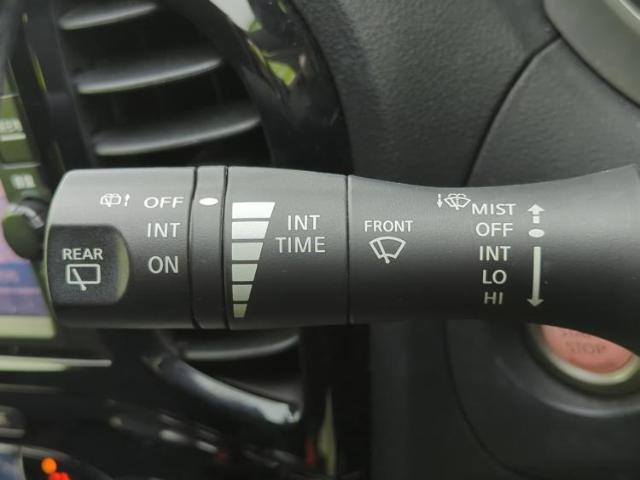 OFF
INT
ON
REAR
INT
TIME
FRONT
MIST
OFF
INT
LO
HI
STOP